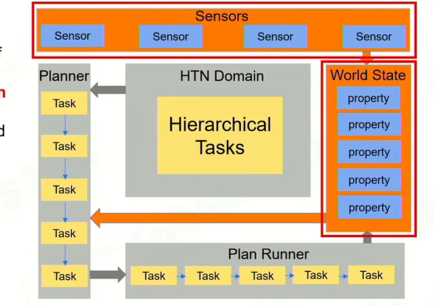 Sensors
Sensor Sensor Sensor Sensor
Planner
HTN Domain
World State
Task
Task
Task
Task
Task
Hierarchical
Tasks
property
property
property
property
property
Plan Runner
Task Task Task Task Task